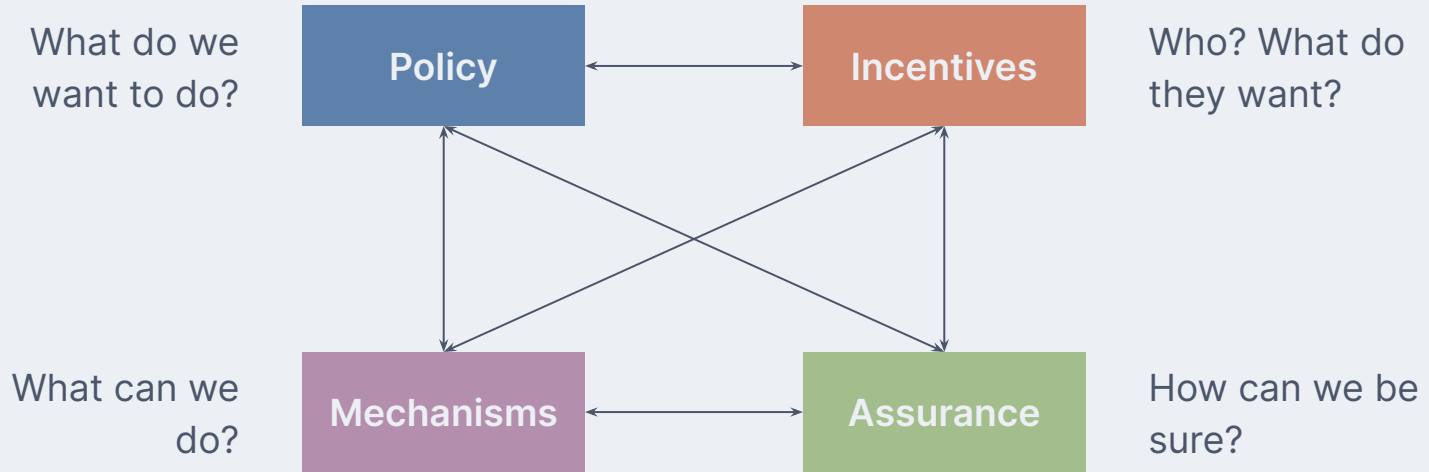 What do we
want to do?
Policy
Incentives
Who? What do
they want?
What can we
do?
Mechanisms
Assurance
How can we be
sure?